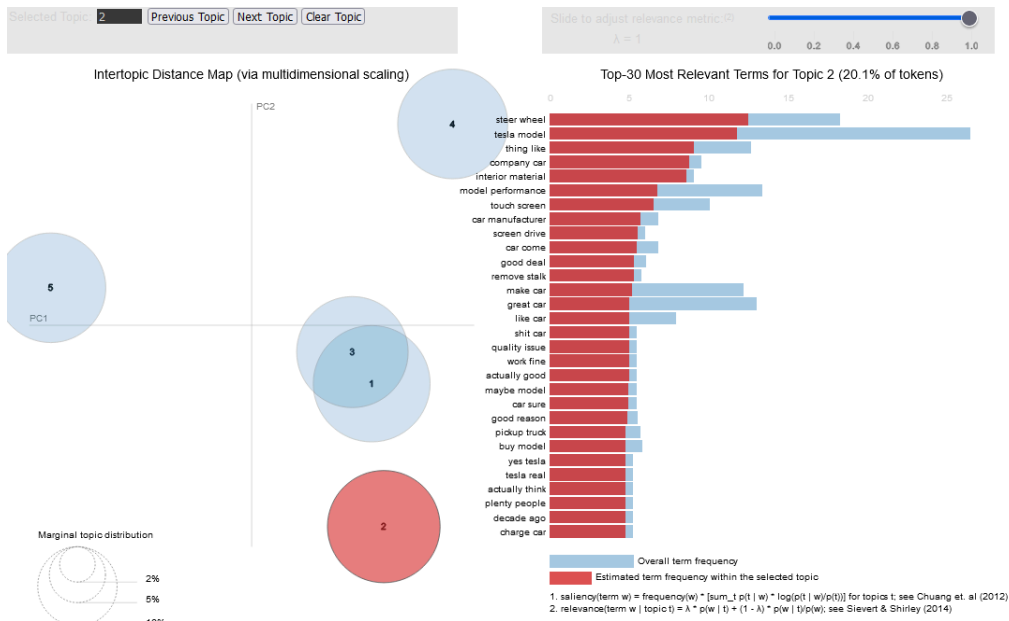 Selected Topic: 2 Previous Topic Next Topic Clear Topic
Slide to adjust relevance metric:(2)
λ = 1
0.0 0.2 0.4 0.6 0.8 1.0
Intertopic Distance Map (via multidimensional scaling)
PC2
PC1
4
5
3
1
2
Marginal topic distribution
2%
5%
10%
Top-30 Most Relevant Terms for Topic 2 (20.1% of tokens)
0 5 10 15 20 25
steer wheel
tesla model
thing like
company car
interior material
model performance
touch screen
car manufacturer
screen drive
car come
good deal
remove stalk
make car
great car
like car
shit car
quality issue
work fine
actually good
maybe model
car sure
good reason
pickup truck
buy model
yes tesla
tesla real
actually think
plenty people
decade ago
charge car
Overall term frequency
Estimated term frequency within the selected topic
1. saliency(term w) = frequency(w) * [sum_t p(t | w) * log(p(t | w)/p(t))] for topics t; see Chuang et. al (2012)
2. relevance(term w | topic t) = λ * p(w | t) + (1 - λ) * p(w | t)/p(w); see Sievert & Shirley (2014)